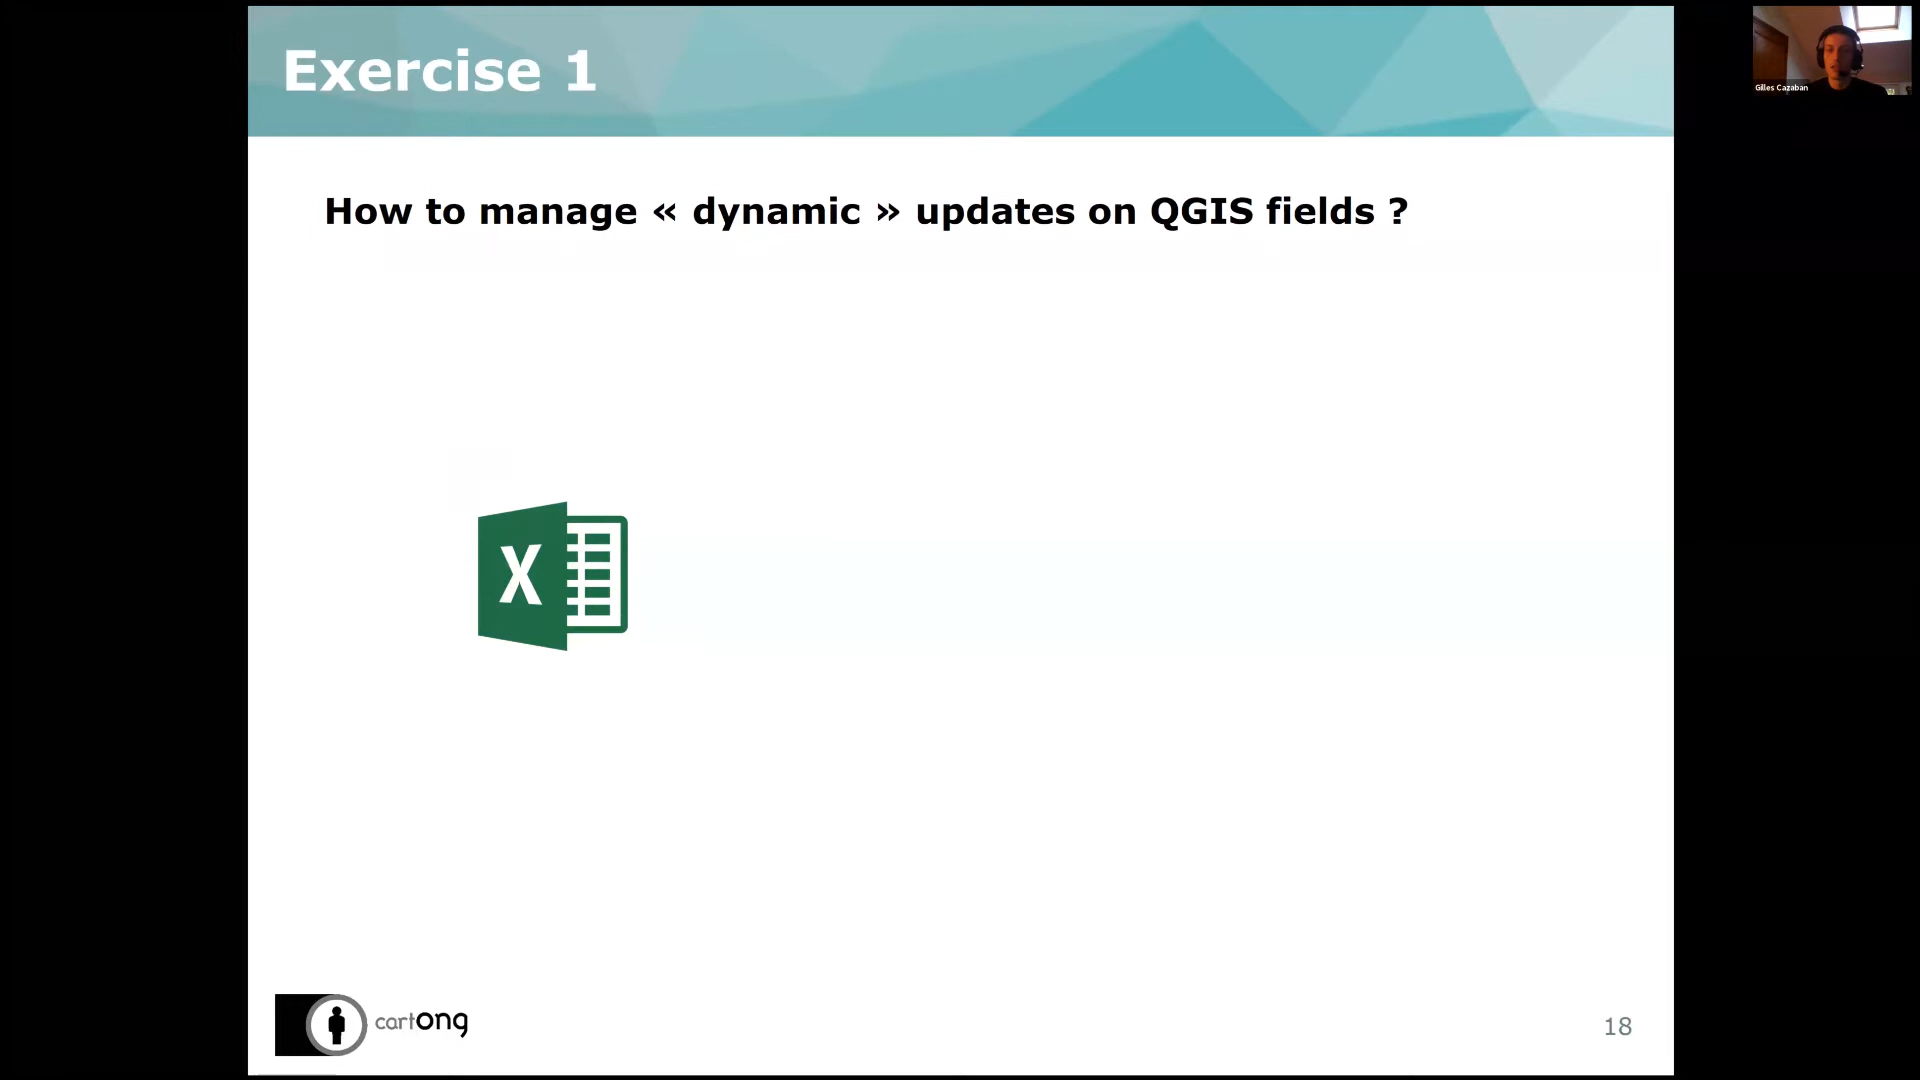 Exercise 1
Gilles Cazaban
How to manage « dynamic » updates on QGIS fields ?
X
cartong
18